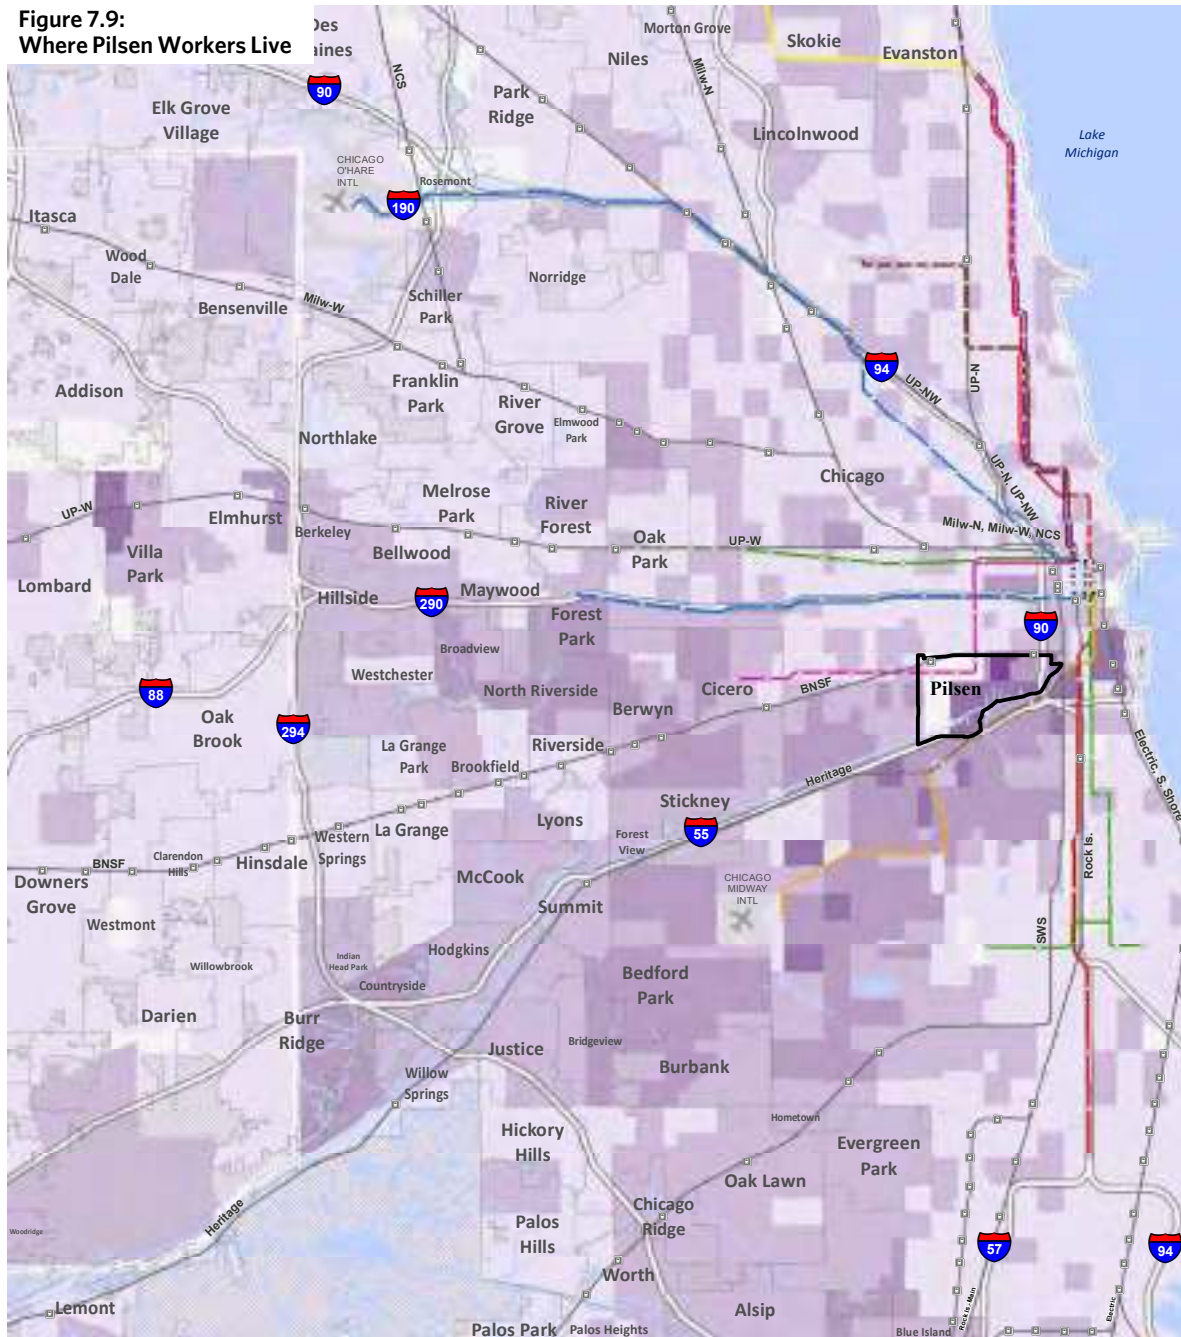 Figure 7.9:
Where Pilsen Workers Live
Des
aines
Morton Grove
Skokie
Evanston
Niles
NCS
Milw-N
90
Park
Ridge
Elk Grove
Village
Lincolnwood
Lake
Michigan
CHICAGO
O'HARE
INTL
Rosemont
190
Itasca
Wood
Dale
Norridge
Bensenville
Milw-W
Schiller
Park
94
UP-NW
UP-N
Addison
Franklin
Park
River
Grove
Elmwood
Park
Northlake
Chicago
UP-N, UP-NW
Melrose
Park
River
Forest
UP-W
Elmhurst
Berkeley
Milw-N, Milw-W, NCS
Bellwood
Oak
Park
UP-W
Villa
Park
Lombard
Hillside
290
Maywood
Forest
Park
90
Broadview
Westchester
88
North Riverside
Cicero
BNSF
Pilsen
Berwyn
Oak
Brook
294
La Grange
Park
Brookfield
Riverside
Electric, S. Shore
Heritage
Stickney
La Grange
Lyons
Forest
View
55
Western
Springs
Rock Is.
BNSF
Clarendon
Hills
Hinsdale
Downers
Grove
McCook
CHICAGO
MIDWAY
INTL
Summit
Westmont
SWS
Hodgkins
Willowbrook
Indian
Head Park
Countryside
Bedford
Park
Darien
Burr
Ridge
Justice
Bridgeview
Burbank
Willow
Springs
Hometown
Hickory
Hills
Evergreen
Park
Oak Lawn
Heritage
Chicago
Ridge
Woodridge
Palos
Hills
57
94
Worth
Lemont
Alsip
Rock Is - Main
Electric
Palos Park
Palos Heights
Blue Island